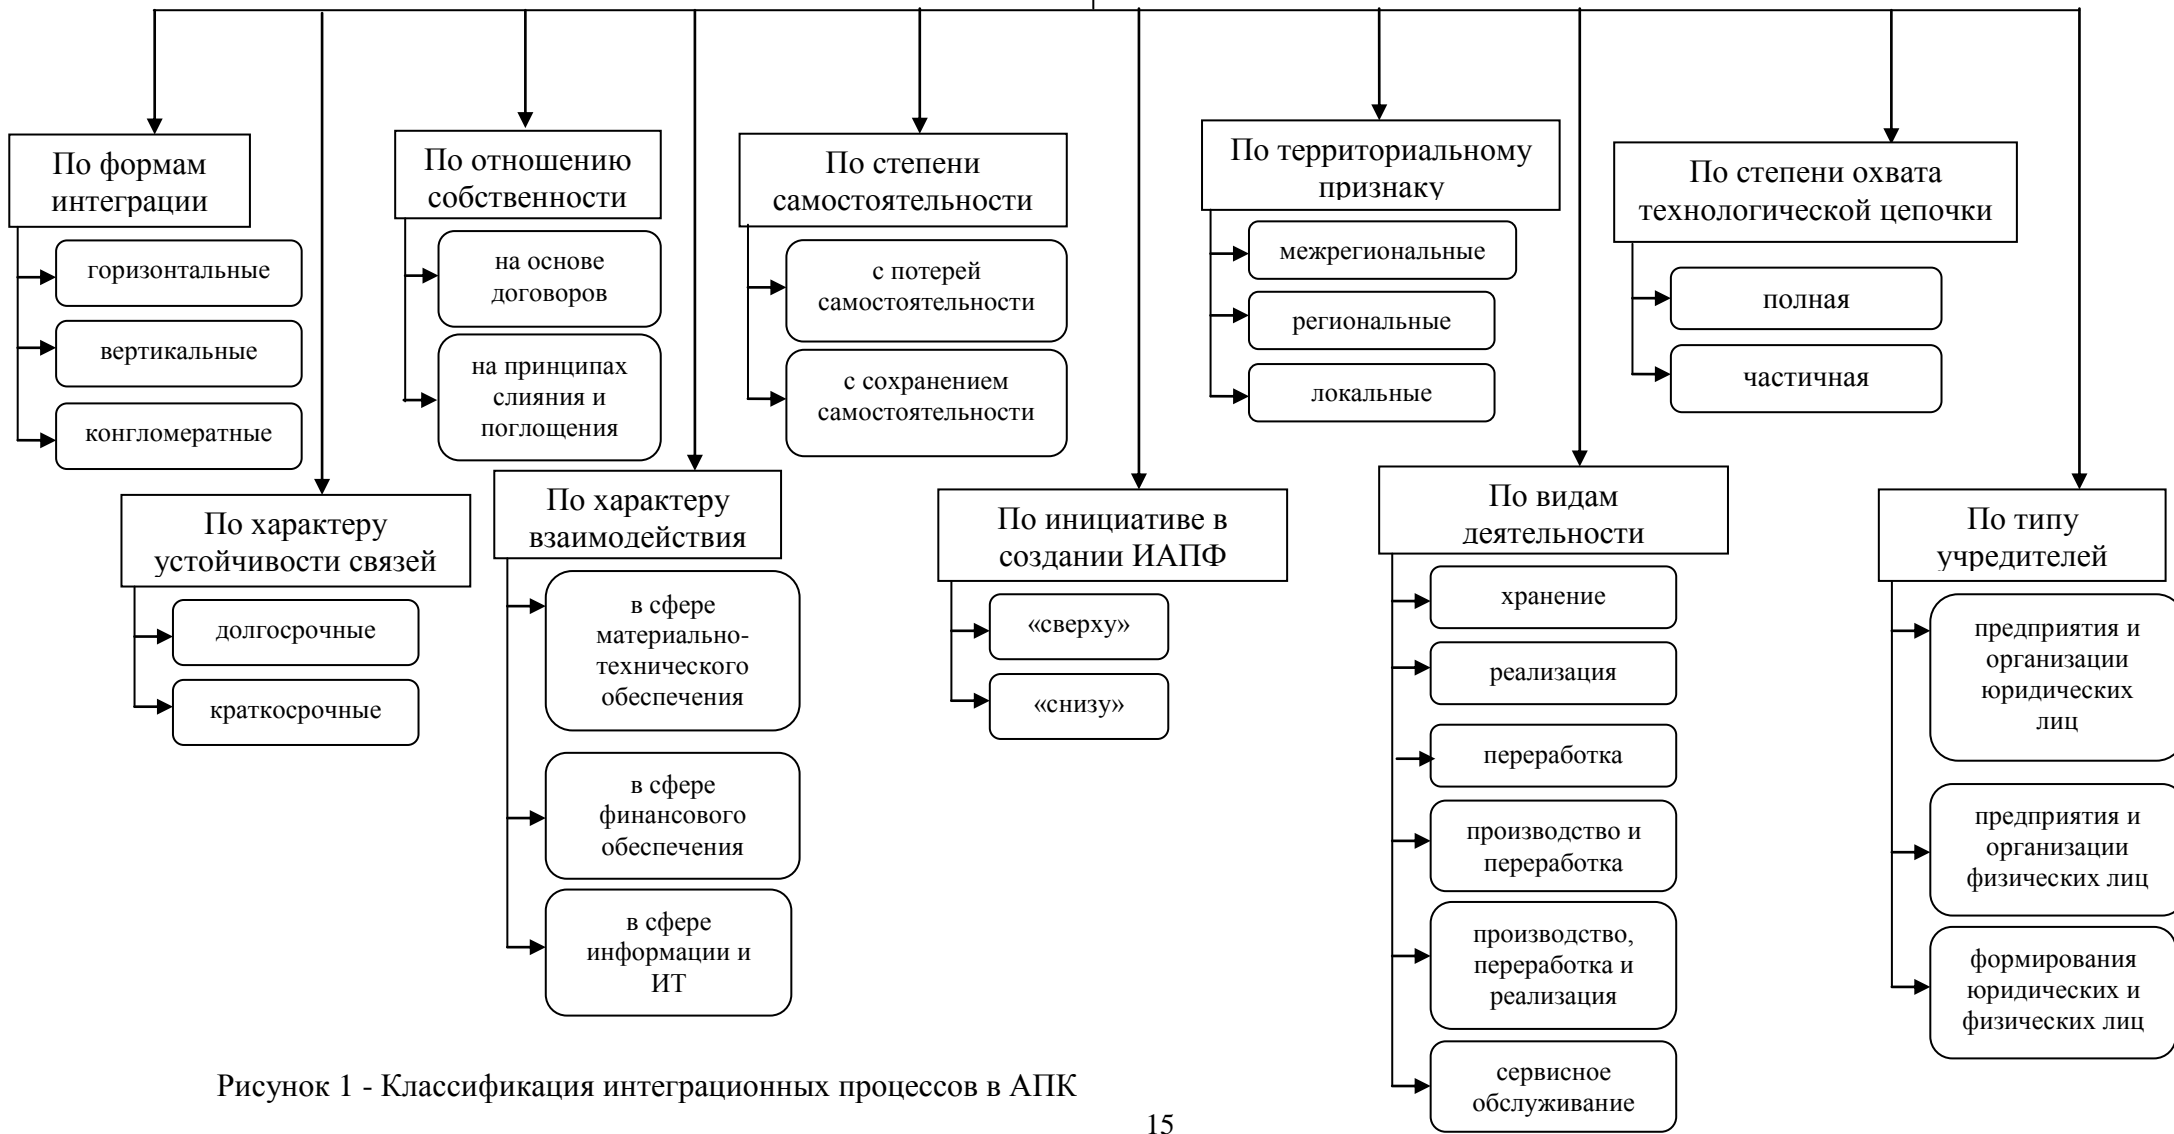 По формам
интеграции
горизонтальные
вертикальные
конгломератные
По характеру
устойчивости связей
долгосрочные
краткосрочные
По отношению
собственности
на основе
договоров
на принципах
слияния и
поглощения
По характеру
взаимодействия
в сфере
материально-
технического
обеспечения
в сфере
финансового
обеспечения
в сфере
информации и
ИТ
По степени
самостоятельности
с потерей
самостоятельности
с сохранением
самостоятельности
По инициативе в
создании ИАПФ
«сверху»
«снизу»
По территориальному
признаку
межрегиональные
региональные
локальные
По видам
деятельности
хранение
реализация
переработка
производство и
переработка
производство,
переработка и
реализация
сервисное
обслуживание
По степени охвата
технологической цепочки
полная
частичная
По типу
учредителей
предприятия и
организации
юридических
лиц
предприятия и
организации
физических лиц
формирования
юридических и
физических лиц
Рисунок 1 - Классификация интеграционных процессов в АПК
15